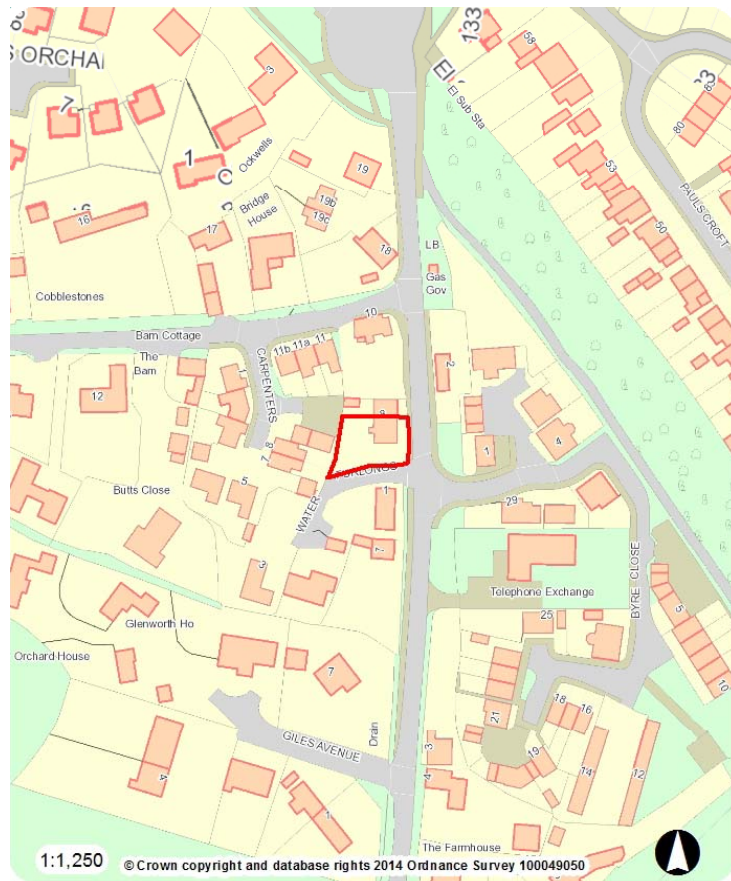 S ORCHA
133
58
El Sub Sta
3
7
1
Ockwells
83
80
53
19
19b
19c
Bridge
House
16
17
18
PAULS CROFT
50
LB
Gas
Gov
Cobblestones
10
Barn Cottage
The
Barn
11b 11a 11
CARPENTERS
2
12
1
9
7 8
1
4
FURLONGS
5
Butts Close
WATER
1
29
7
3
BYRE CLOSE
Telephone Exchange
25
5
Glenworth Ho
Orchard House
7
10
18
16
21
Drain
GILES AVENUE
3
19
4
4
14
12
1
The Farmhouse
1:1,250
© Crown copyright and database rights 2014 Ordnance Survey 100049050